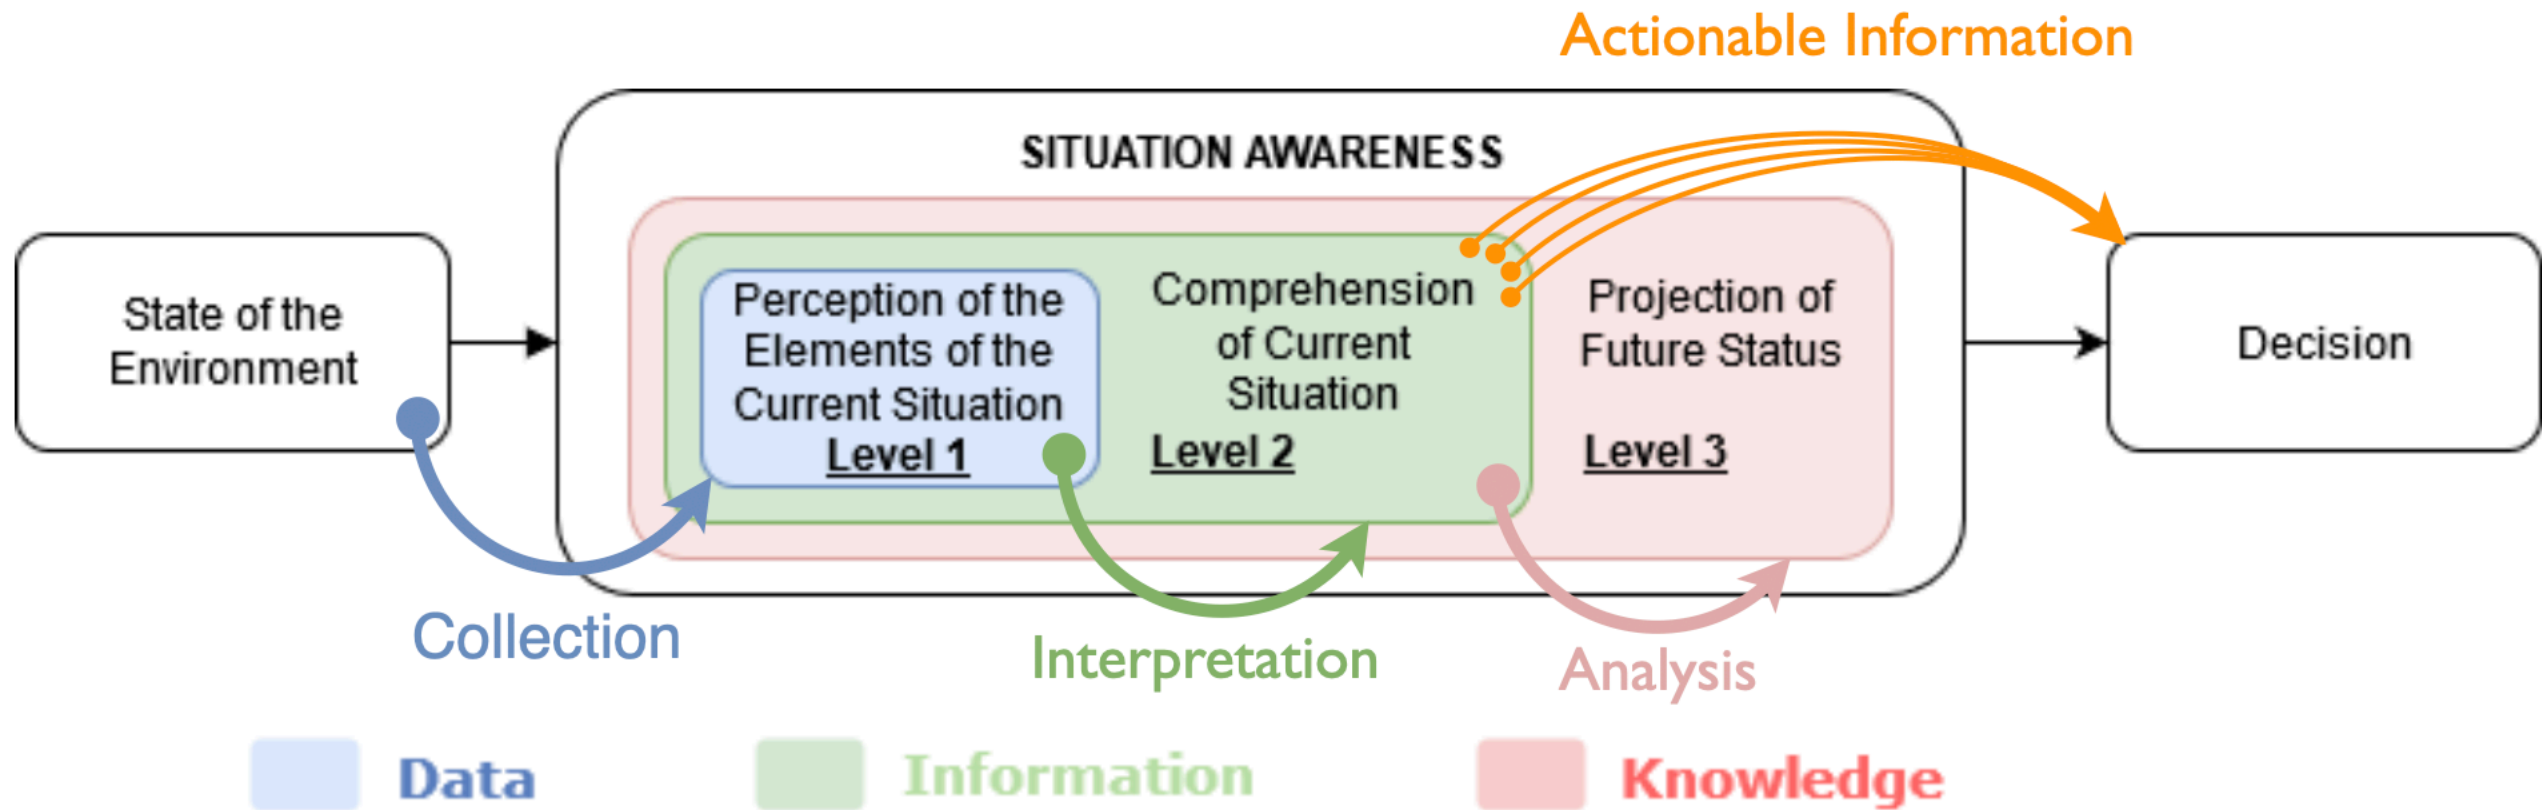 Actionable Information
SITUATION AWARENESS
State of the
Environment
Perception of the
Elements of the
Current Situation
Level 1
Comprehension
of Current
Situation
Level 2
Projection of
Future Status
Level 3
Decision
Collection
Interpretation
Analysis
Data
Information
Knowledge